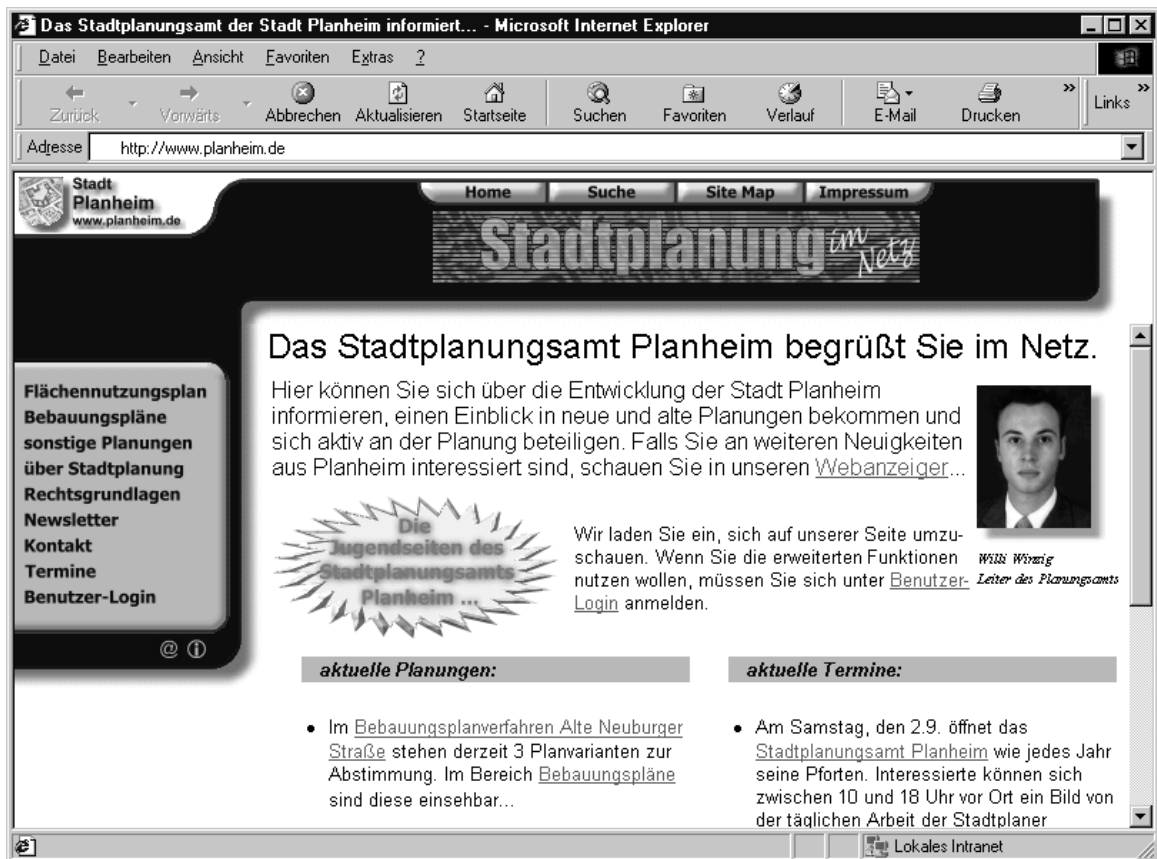 Das Stadtplanungsamt der Stadt Planheim informiert... - Microsoft Internet Explorer
Datei Bearbeiten Ansicht Favoriten Extras ?
Zurück Vorwärts Abbrechen Aktualisieren Startseite Suchen Favoriten Verlauf E-Mail Drucken » Links »
Adresse http://www.planheim.de
Stadt
Planheim
www.planheim.de
Home Suche Site Map Impressum
Stadtplanung im Netz
Das Stadtplanungsamt Planheim begrüßt Sie im Netz.
Flächennutzungsplan
Bebauungspläne
sonstige Planungen
über Stadtplanung
Rechtsgrundlagen
Newsletter
Kontakt
Termine
Benutzer-Login
@ i
Hier können Sie sich über die Entwicklung der Stadt Planheim
informieren, einen Einblick in neue und alte Planungen bekommen und
sich aktiv an der Planung beteiligen. Falls Sie an weiteren Neuigkeiten
aus Planheim interessiert sind, schauen Sie in unseren Webanzeiger...
Die
Jugendseiten des
Stadtplanungsamts
Planheim ...
Wir laden Sie ein, sich auf unserer Seite umzu-
schauen. Wenn Sie die erweiterten Funktionen
nutzen wollen, müssen Sie sich unter Benutzer-
Login anmelden.
Willi Winzig
Leiter des Planungsamts
aktuelle Planungen:
Im Bebauungsplanverfahren Alte Neuburger
Straße stehen derzeit 3 Planvarianten zur
Abstimmung. Im Bereich Bebauungspläne
sind diese einsehbar...
aktuelle Termine:
Am Samstag, den 2.9. öffnet das
Stadtplanungsamt Planheim wie jedes Jahr
seine Pforten. Interessierte können sich
zwischen 10 und 18 Uhr vor Ort ein Bild von
der täglichen Arbeit der Stadtplaner
Lokales Intranet